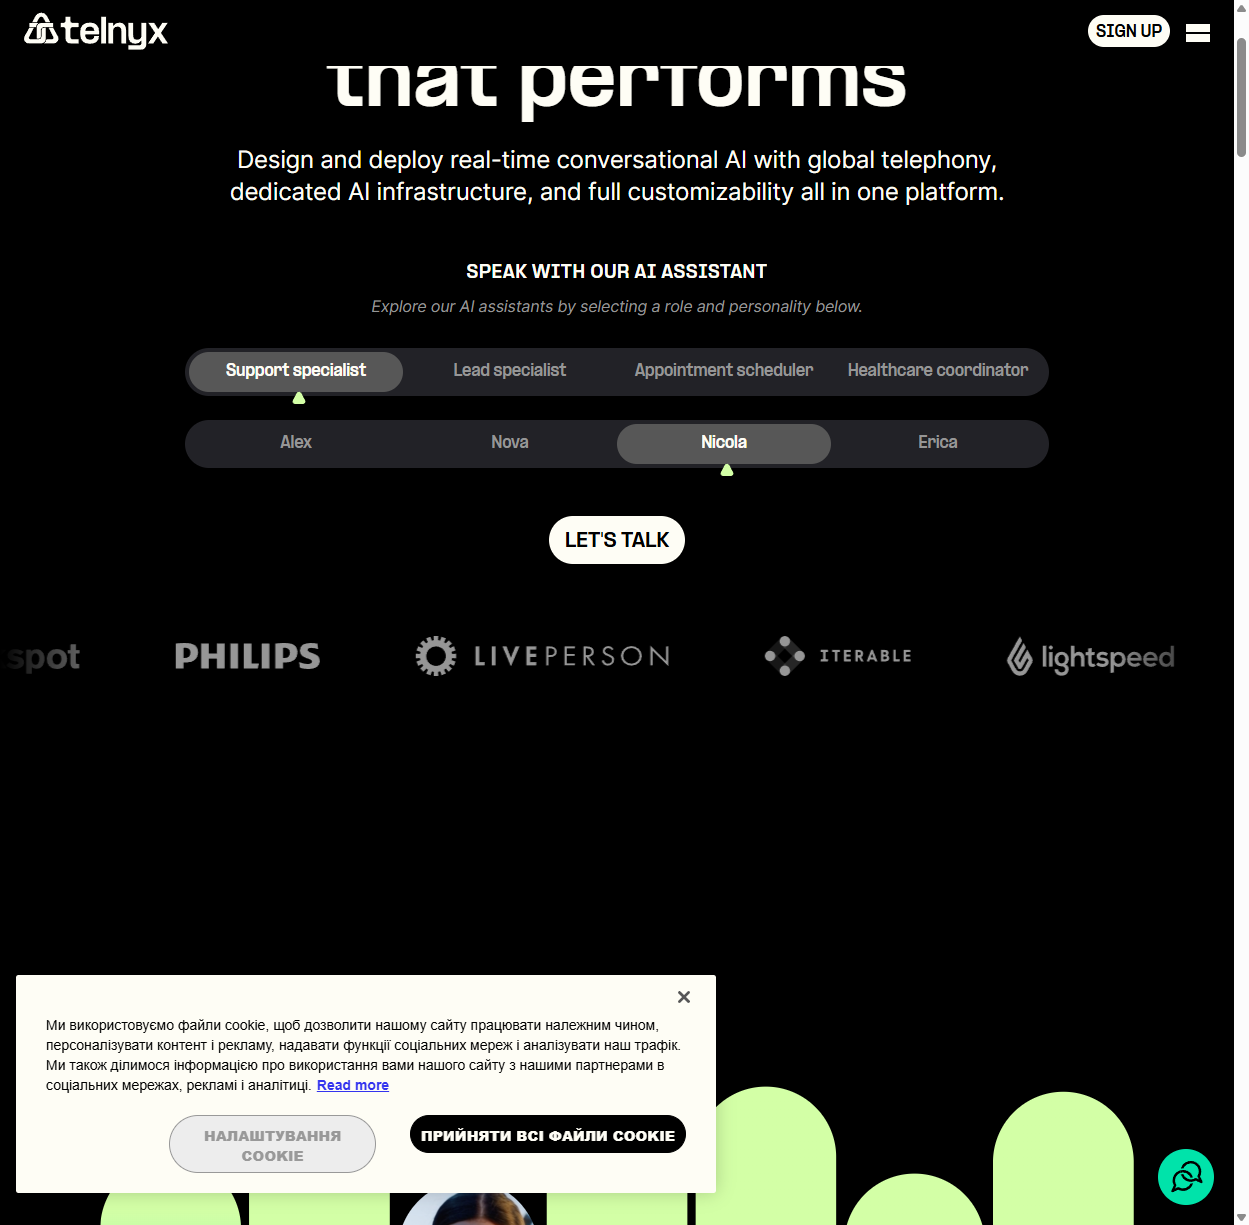 telnyx
SIGN UP
that performs
Design and deploy real-time conversational AI with global telephony,
dedicated AI infrastructure, and full customizability all in one platform.
SPEAK WITH OUR AI ASSISTANT
Explore our AI assistants by selecting a role and personality below.
Support specialist
Lead specialist
Appointment scheduler
Healthcare coordinator
Alex
Nova
Nicola
Erica
LET'S TALK
spot
PHILIPS
LIVEPERSON
ITERABLE
lightspeed
Ми використовуємо файли cookie, щоб дозволити нашому сайту працювати належним чином,
персоналізувати контент і рекламу, надавати функції соціальних мереж і аналізувати наш трафік.
Ми також ділимося інформацією про використання вами нашого сайту з нашими партнерами в
соціальних мережах, рекламі і аналітиці. Read more
НАЛАШТУВАННЯ
COOKIE
ПРИЙНЯТИ ВСІ ФАЙЛИ COOKIE